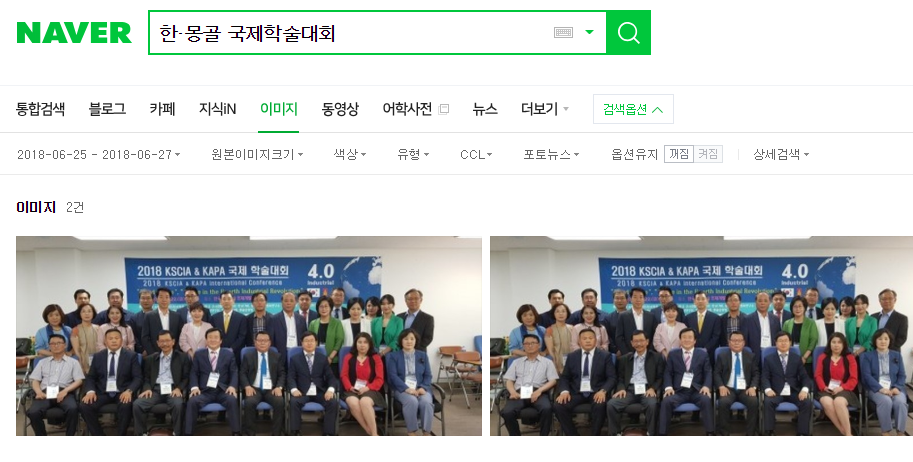 NAVER 한·몽골 국제학술대회
통합검색 블로그 카페 지식iN 이미지 동영상 어학사전 뉴스 더보기 검색옵션
2018-06-25 - 2018-06-27 원본이미지크기 색상 유형 CCL 포토뉴스 옵션유지 꺼짐 켜짐 상세검색
이미지 2건
2018 KSCIA & KAPA 국제 학술대회 4.0
2018 KSCIA & KAPA International Conference Industrial
in the Fourth Industrial Revolution
2018 KSCIA & KAPA 국제 학술대회 4.0
2018 KSCIA & KAPA International Conference Industrial
in the Fourth Industrial Revolution